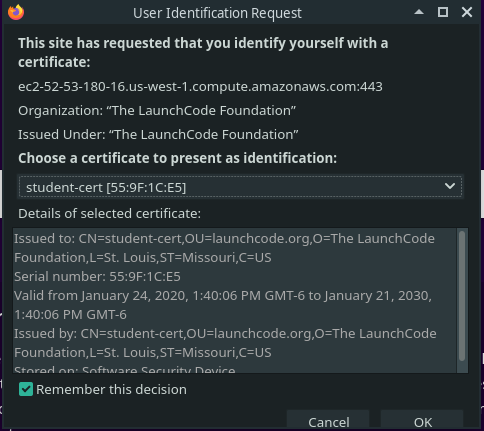 User Identification Request
This site has requested that you identify yourself with a
certificate:
ec2-52-53-180-16.us-west-1.compute.amazonaws.com:443
Organization: “The LaunchCode Foundation”
Issued Under: “The LaunchCode Foundation”
Choose a certificate to present as identification:
student-cert [55:9F:1C:E5]
Details of selected certificate:
Issued to: CN=student-cert,OU=launchcode.org,O=The LaunchCode
Foundation,L=St. Louis,ST=Missouri,C=US
Serial number: 55:9F:1C:E5
Valid from January 24, 2020, 1:40:06 PM GMT-6 to January 21, 2030,
1:40:06 PM GMT-6
Issued by: CN=student-cert,OU=launchcode.org,O=The LaunchCode
Foundation,L=St. Louis,ST=Missouri,C=US
Stored on: Software Security Device
Remember this decision
Cancel OK